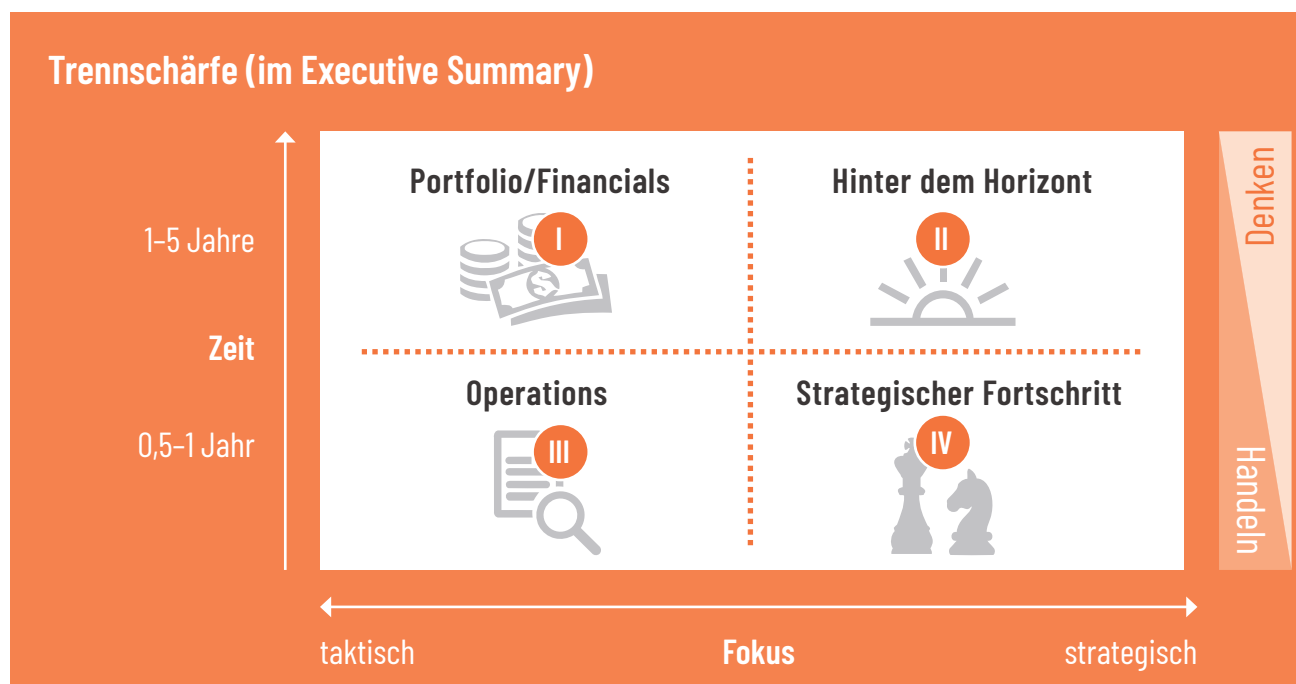 Trennschärfe (im Executive Summary)
Portfolio/Financials
Hinter dem Horizont
I
II
1–5 Jahre
Zeit
Operations
Strategischer Fortschritt
III
IV
0,5–1 Jahr
Denken
Handeln
taktisch
Fokus
strategisch